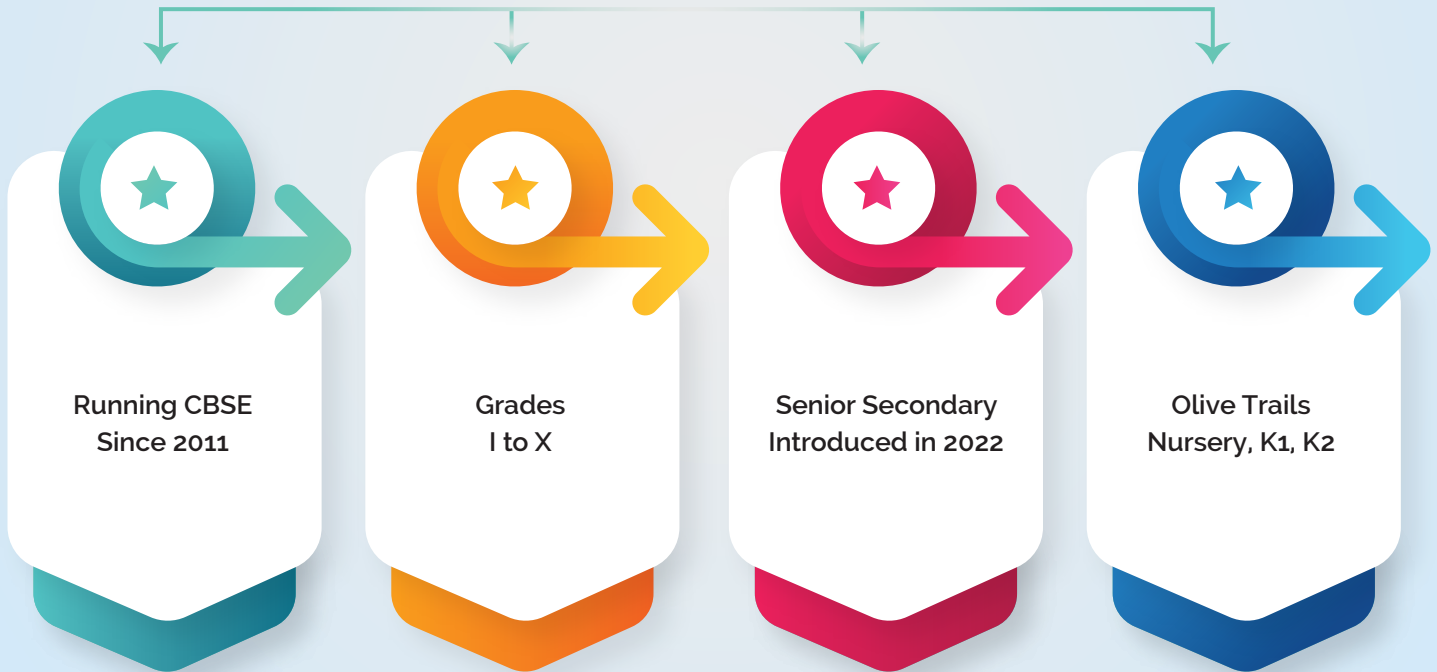 Running CBSE
Since 2011
Grades
I to X
Senior Secondary
Introduced in 2022
Olive Trails
Nursery, K1, K2